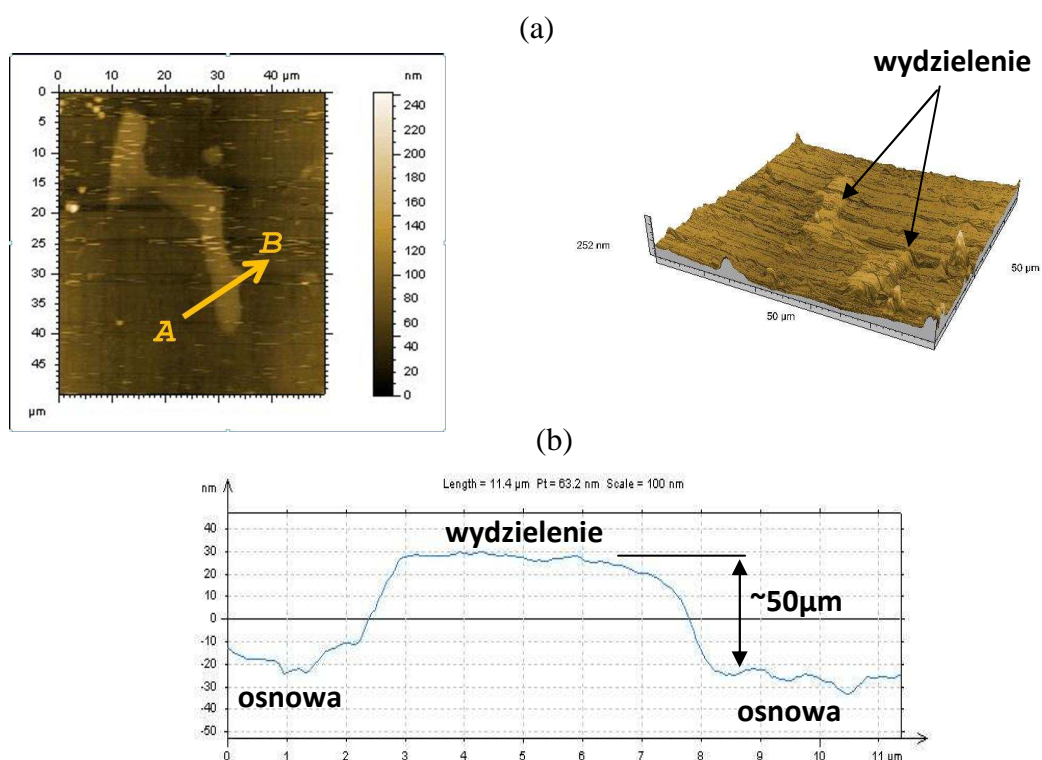 (a)
0 10 20 30 40 µm
0
5
10
15
20
25
30
35
40
45
µm
A
B
nm
240
220
200
180
160
140
120
100
80
60
40
20
0
wydzielenie
252 nm
50 µm
50 µm
(b)
nm
Length = 11.4 µm Pt = 63.2 nm Scale = 100 nm
40
30
20
10
0
-10
-20
-30
-40
-50
wydzielenie
~50µm
osnowa
osnowa
0 1 2 3 4 5 6 7 8 9 10 11 µm